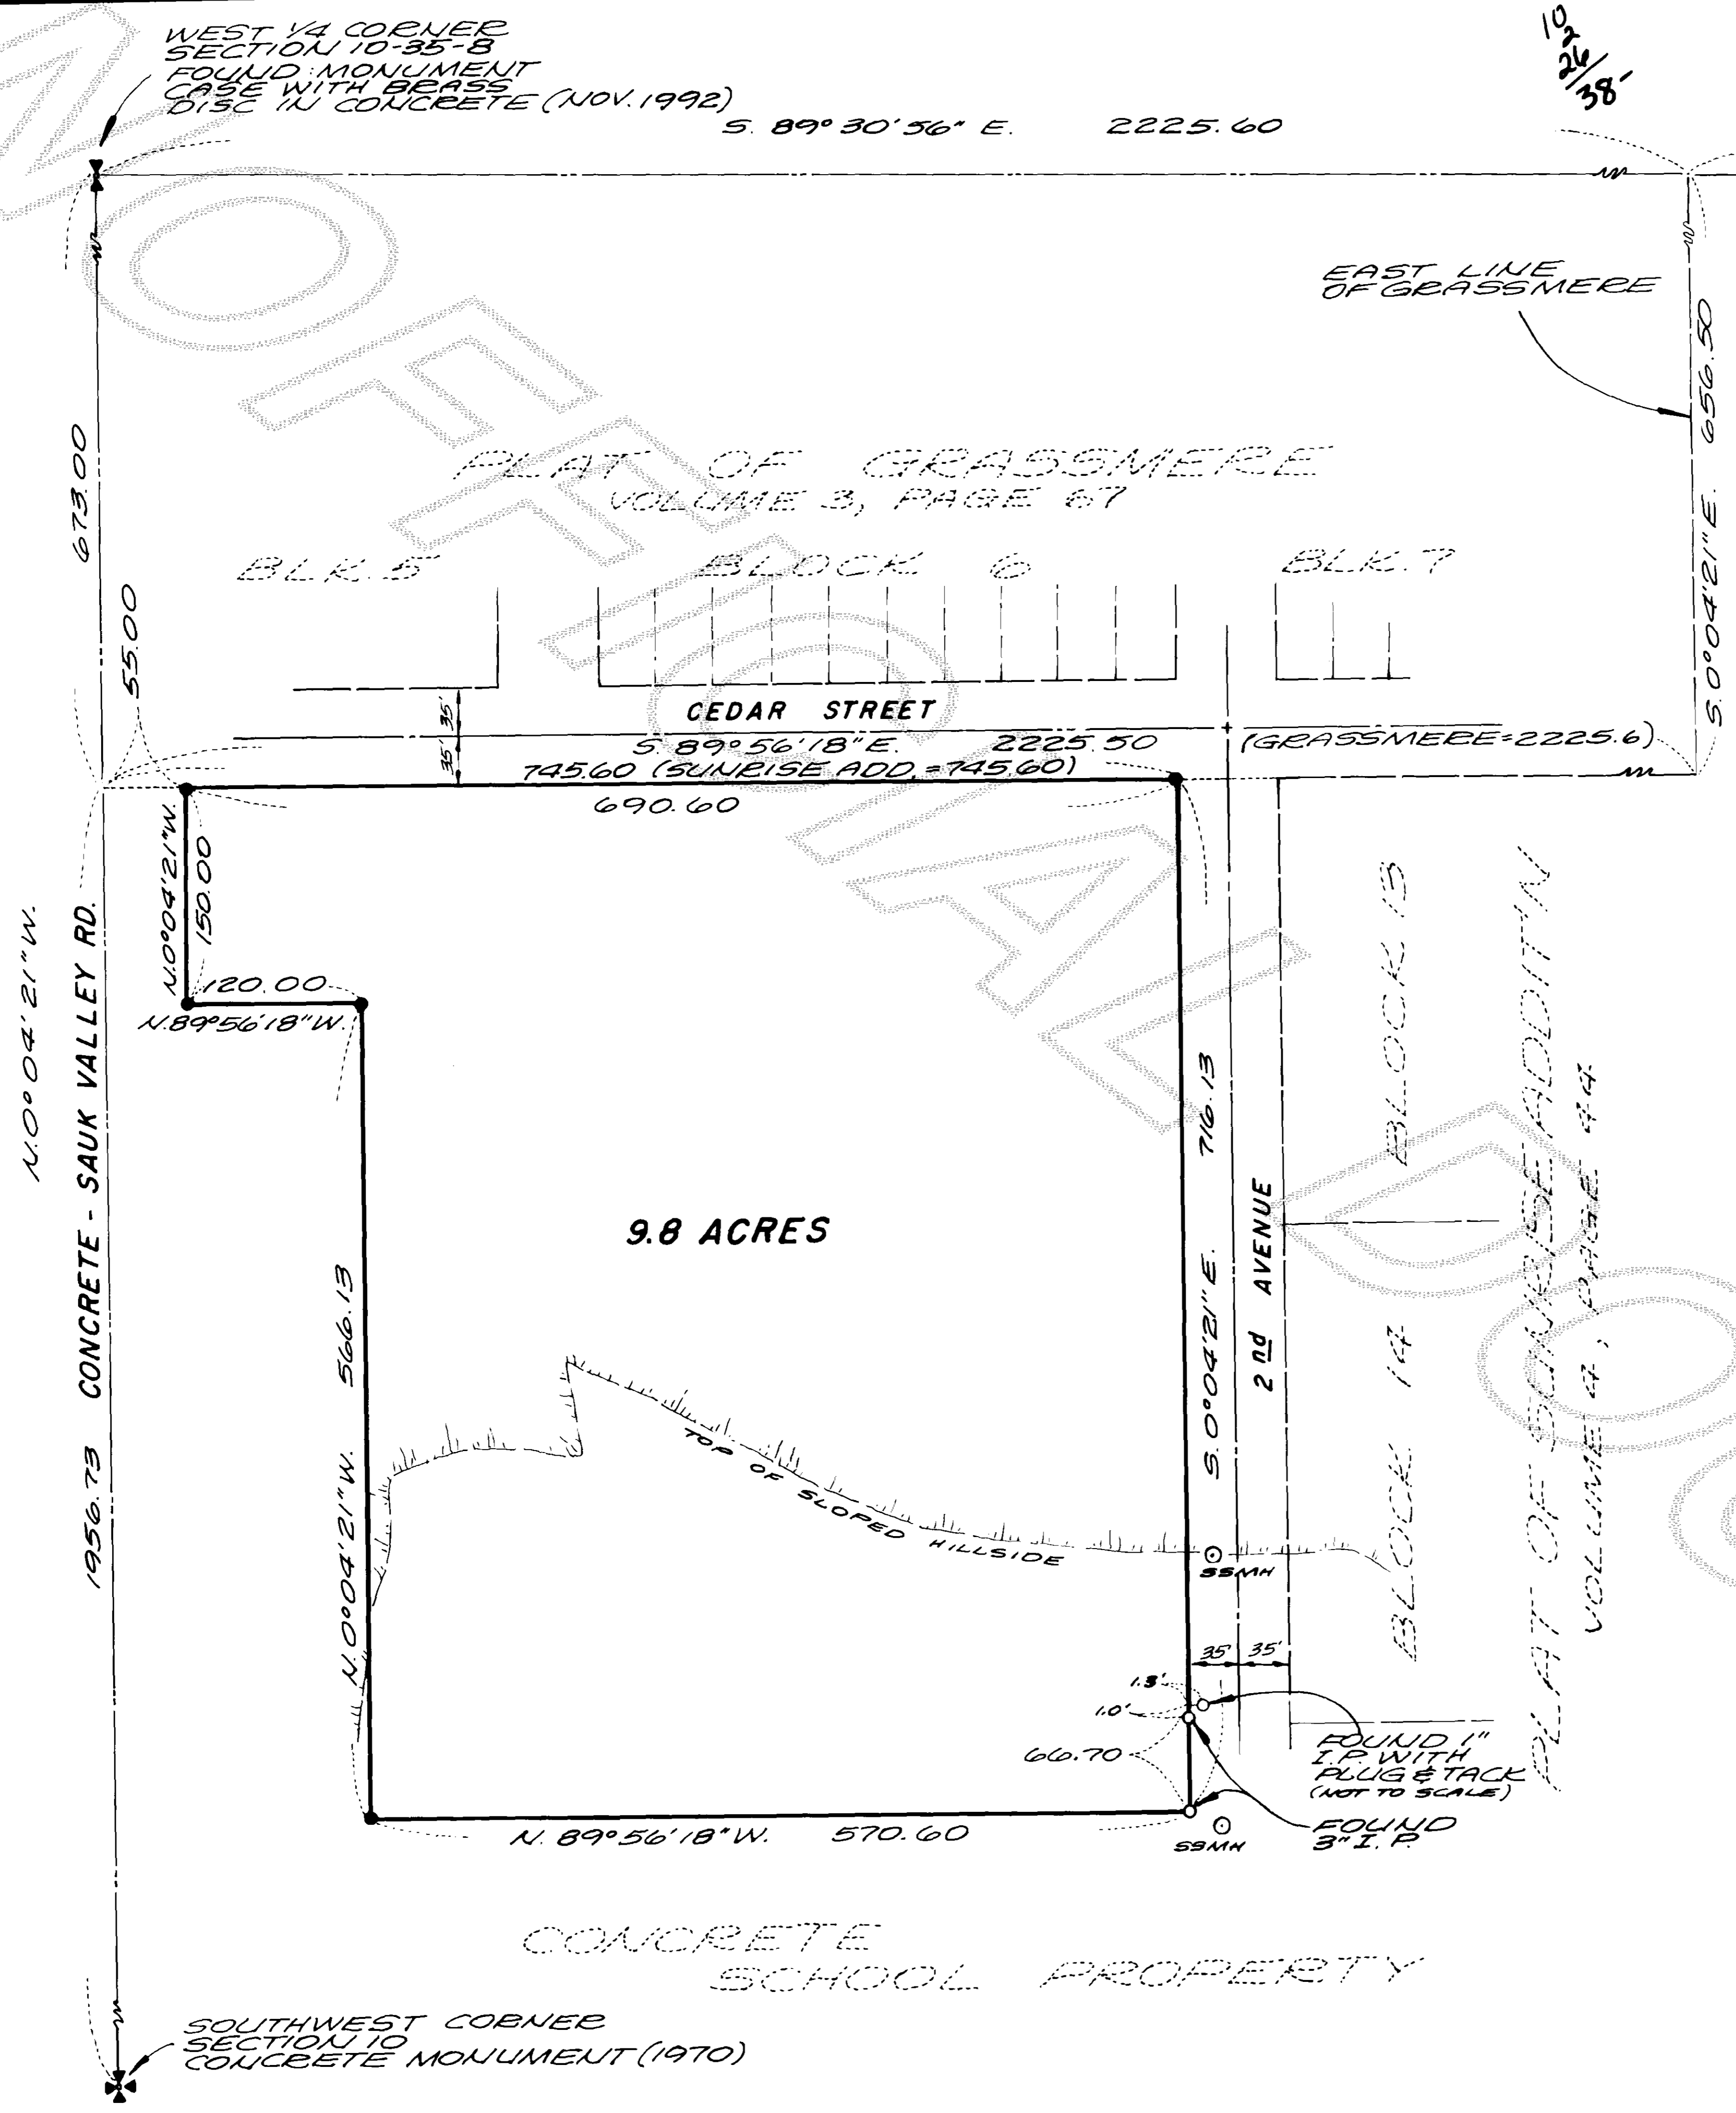 WEST 1/4 CORNER
SECTION 10-35-8
FOUND: MONUMENT
CASE WITH BRASS
DISC IN CONCRETE (NOV. 1992)
10
2
26/38-
S. 89° 30' 56" E. 2225.60
EAST LINE
OF GRASSMERE
S. 0°04'21" E. 656.50
673.00
PLAT OF GRASSMERE
VOLUME 3, PAGE 67
BLK. 5 BLOCK 6 BLK. 7
55.00
35' 35'
CEDAR STREET
S. 89°56'18" E. 2225.50 (GRASSMERE=2225.6)
745.60 (SUNRISE ADD. = 745.60)
690.60
N.0°04'21"W.
150.00
120.00
N.89°56'18"W.
N.0°04'21"W.
CONCRETE - SAUK VALLEY RD.
1956.73
N.0°04'21"W. 566.13
9.8 ACRES
S. 0°04'21" E. 716.13
2nd AVENUE
BLOCK 13
BLOCK 14
PLAT OF SUNRISE ADDIT'N
VOLUME 4, PAGE 44
TOP OF SLOPED HILLSIDE
SSMH
35' 35'
1.3'
1.0'
66.70
FOUND 1"
I.P. WITH
PLUG & TACK
(NOT TO SCALE)
FOUND
3" I.P.
SSMH
N. 89°56'18" W. 570.60
CONCRETE
SCHOOL PROPERTY
SOUTHWEST CORNER
SECTION 10
CONCRETE MONUMENT (1970)
UNOFFICIAL DOC